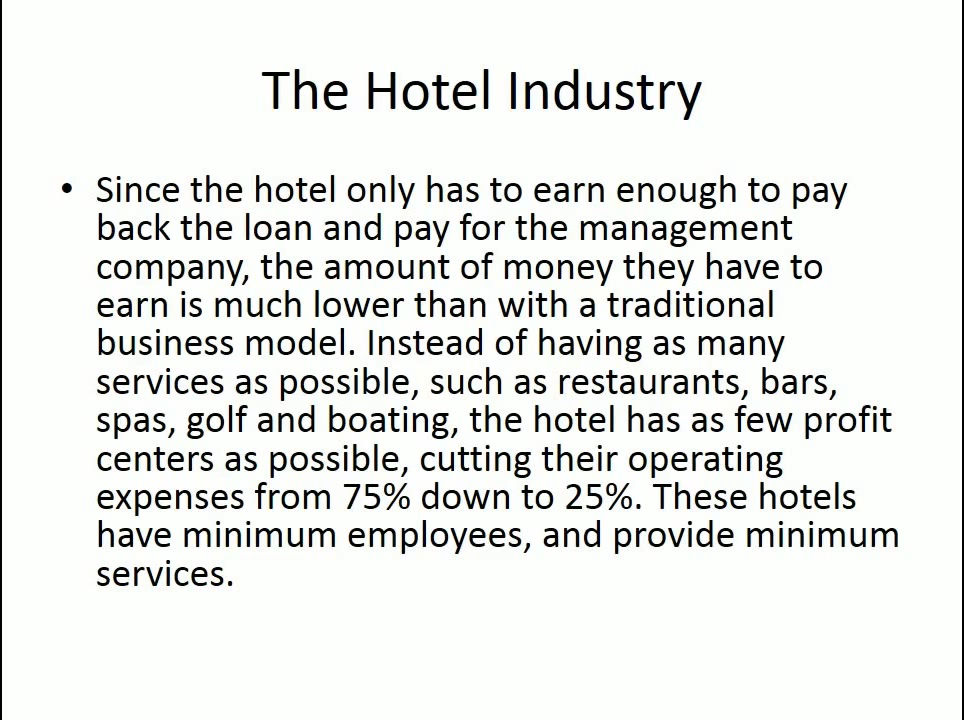 The Hotel Industry
• Since the hotel only has to earn enough to pay
back the loan and pay for the management
company, the amount of money they have to
earn is much lower than with a traditional
business model. Instead of having as many
services as possible, such as restaurants, bars,
spas, golf and boating, the hotel has as few profit
centers as possible, cutting their operating
expenses from 75% down to 25%. These hotels
have minimum employees, and provide minimum
services.